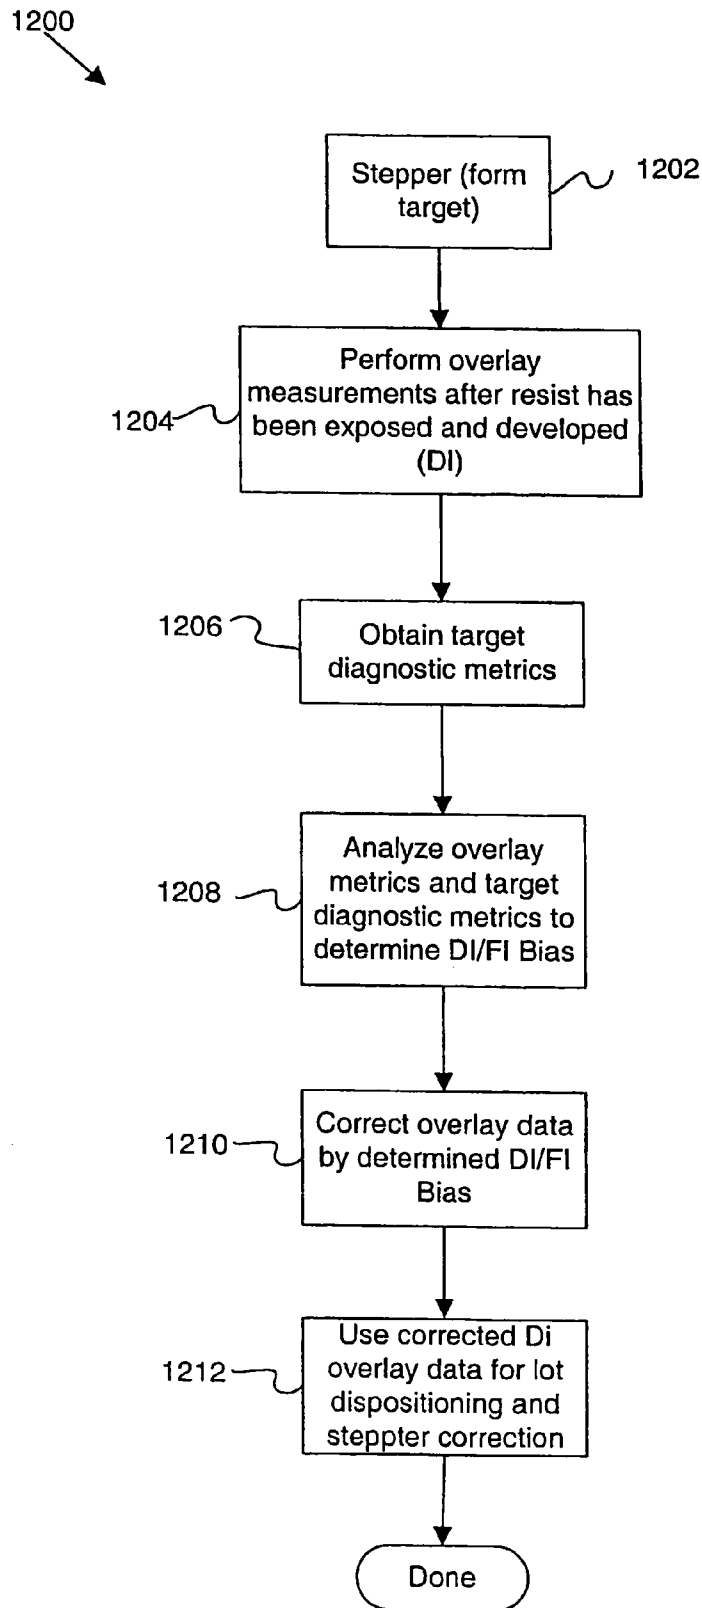 1200
Stepper (form
target)
1202
Perform overlay
measurements after resist has
been exposed and developed
(DI)
1204
1206
Obtain target
diagnostic metrics
1208
Analyze overlay
metrics and target
diagnostic metrics to
determine DI/FI Bias
1210
Correct overlay data
by determined DI/FI
Bias
1212
Use corrected Di
overlay data for lot
dispositioning and
steppter correction
Done